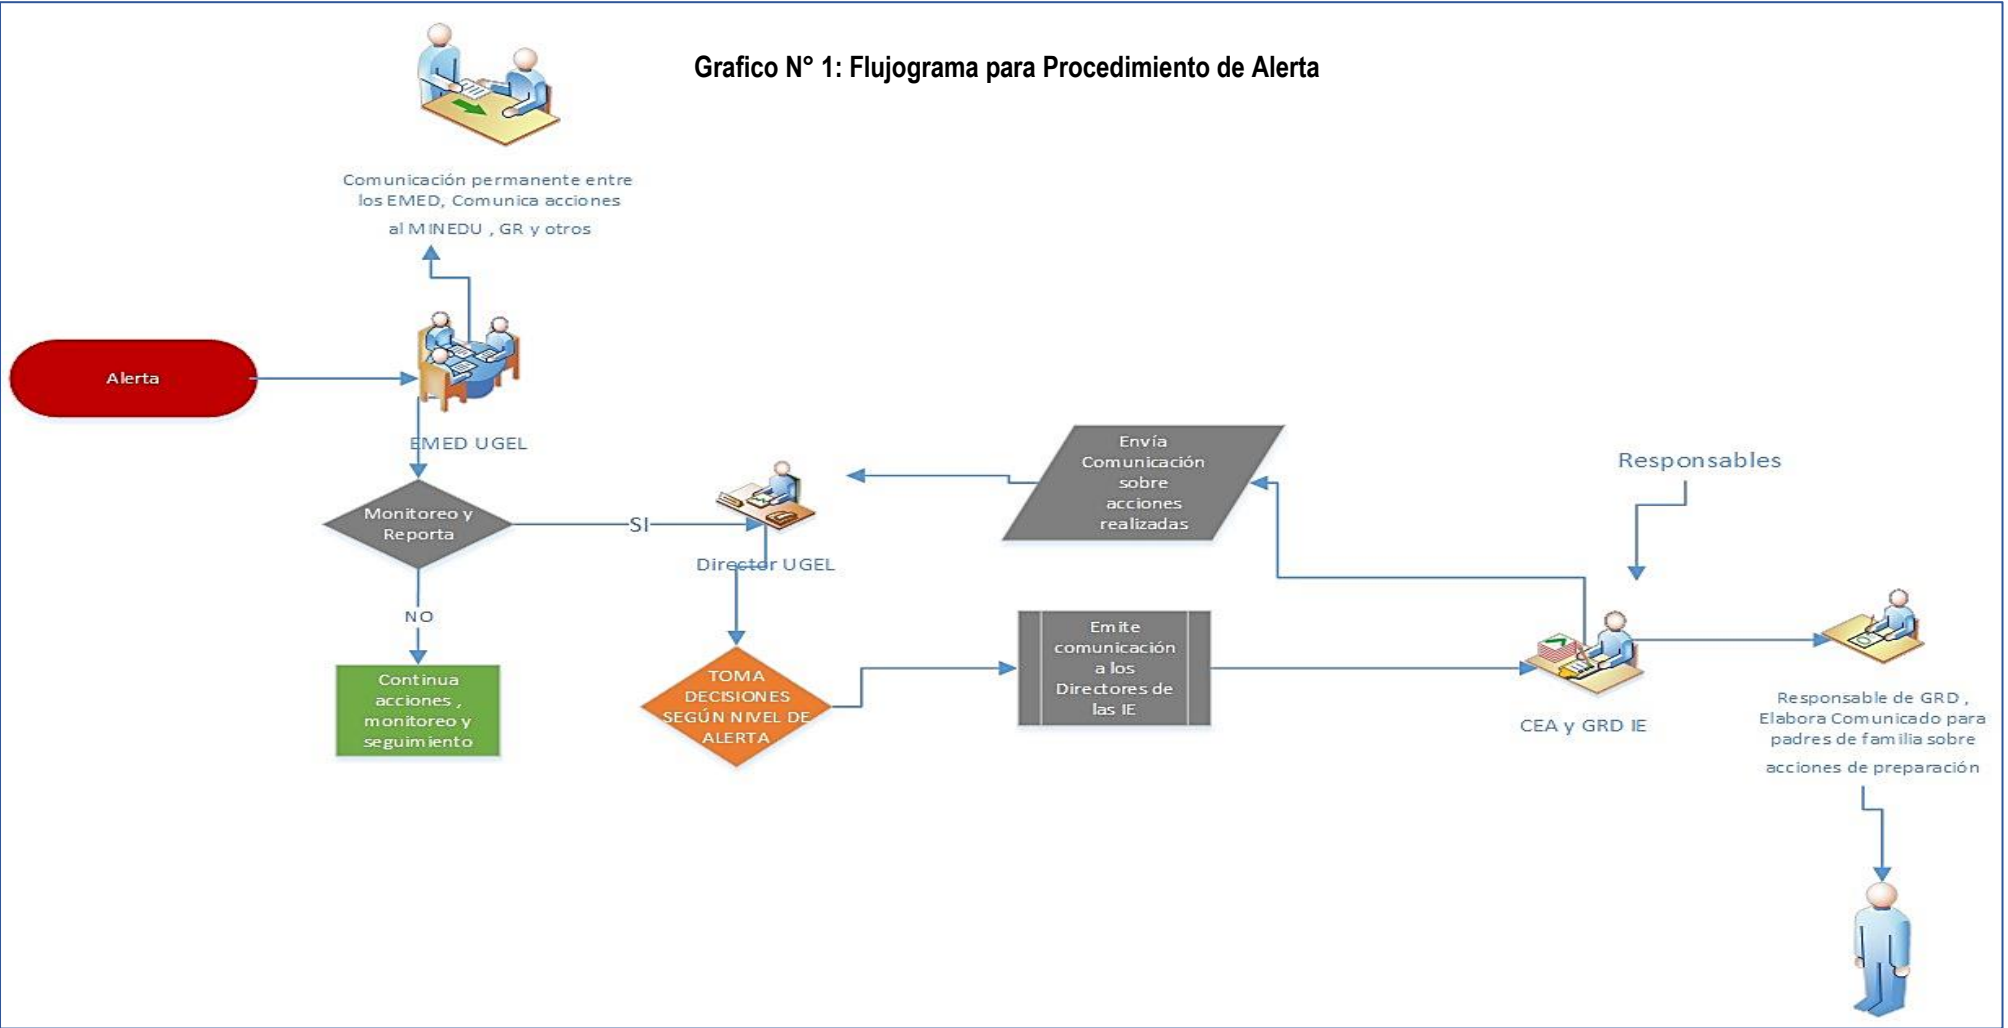 Grafico N° 1: Flujograma para Procedimiento de Alerta
Comunicación permanente entre
los EMED, Comunica acciones
al MINEDU , GR y otros
Alerta
EMED UGEL
Monitoreo y
Reporta
SI
NO
Continua
acciones ,
monitoreo y
seguimiento
Director UGEL
TOMA
DECISIONES
SEGÚN NIVEL DE
ALERTA
Envía
Comunicación
sobre
acciones
realizadas
Emite
comunicación
a los
Directores de
las IE
Responsables
CEA y GRD IE
Responsable de GRD ,
Elabora Comunicado para
padres de familia sobre
acciones de preparación